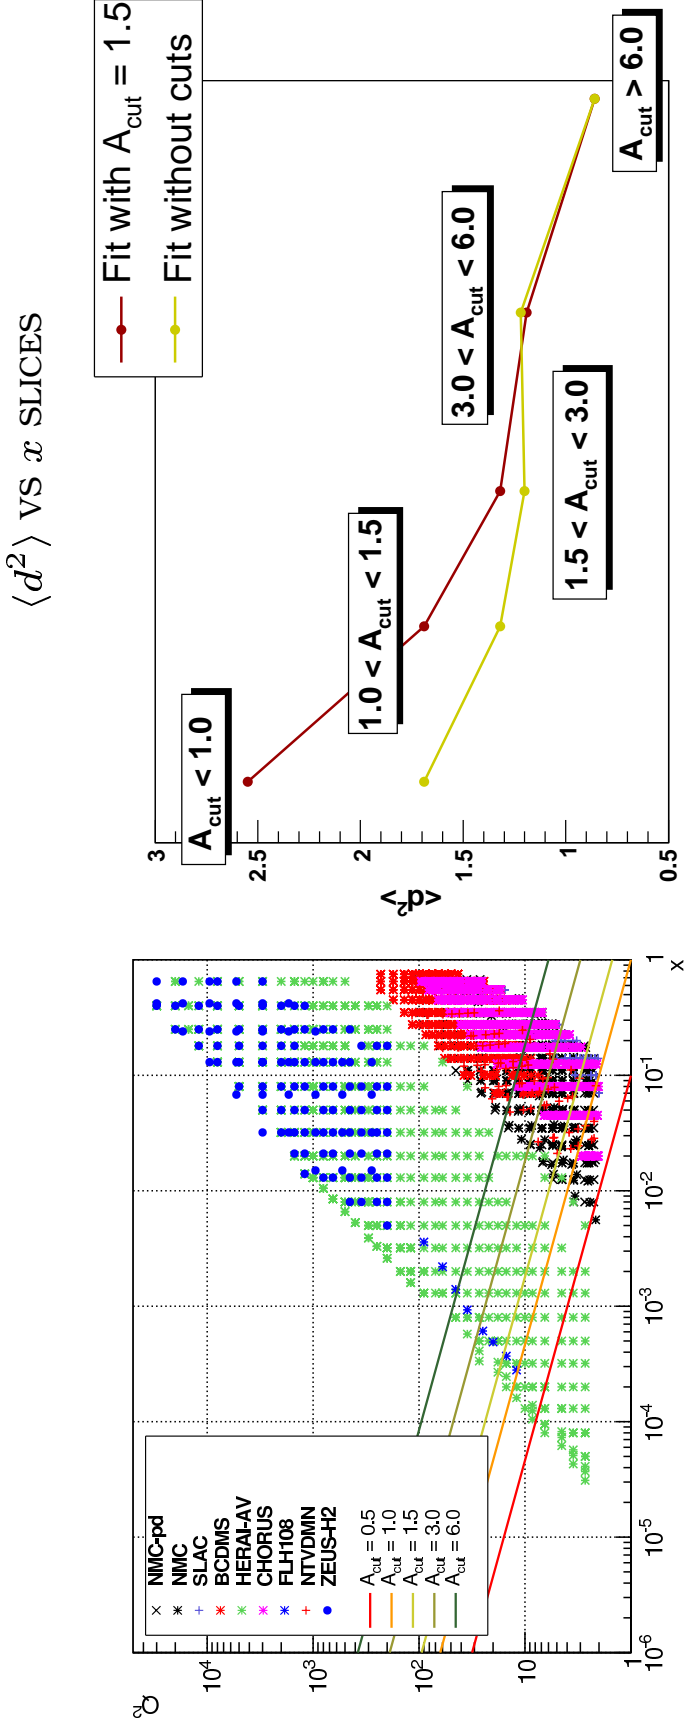 ⟨d²⟩ VS x SLICES
Q²
10⁴
10³
10²
10
1
10⁻⁶
10⁻⁵
10⁻⁴
10⁻³
10⁻²
10⁻¹
1
x
NMC-pd
NMC
SLAC
BCDMS
HERAI-AV
CHORUS
FLH108
NTVDMN
ZEUS-H2
A_cut = 0.5
A_cut = 1.0
A_cut = 1.5
A_cut = 3.0
A_cut = 6.0
<d²>
3
2.5
2
1.5
1
0.5
Fit with A_cut = 1.5
Fit without cuts
A_cut < 1.0
1.0 < A_cut < 1.5
1.5 < A_cut < 3.0
3.0 < A_cut < 6.0
A_cut > 6.0